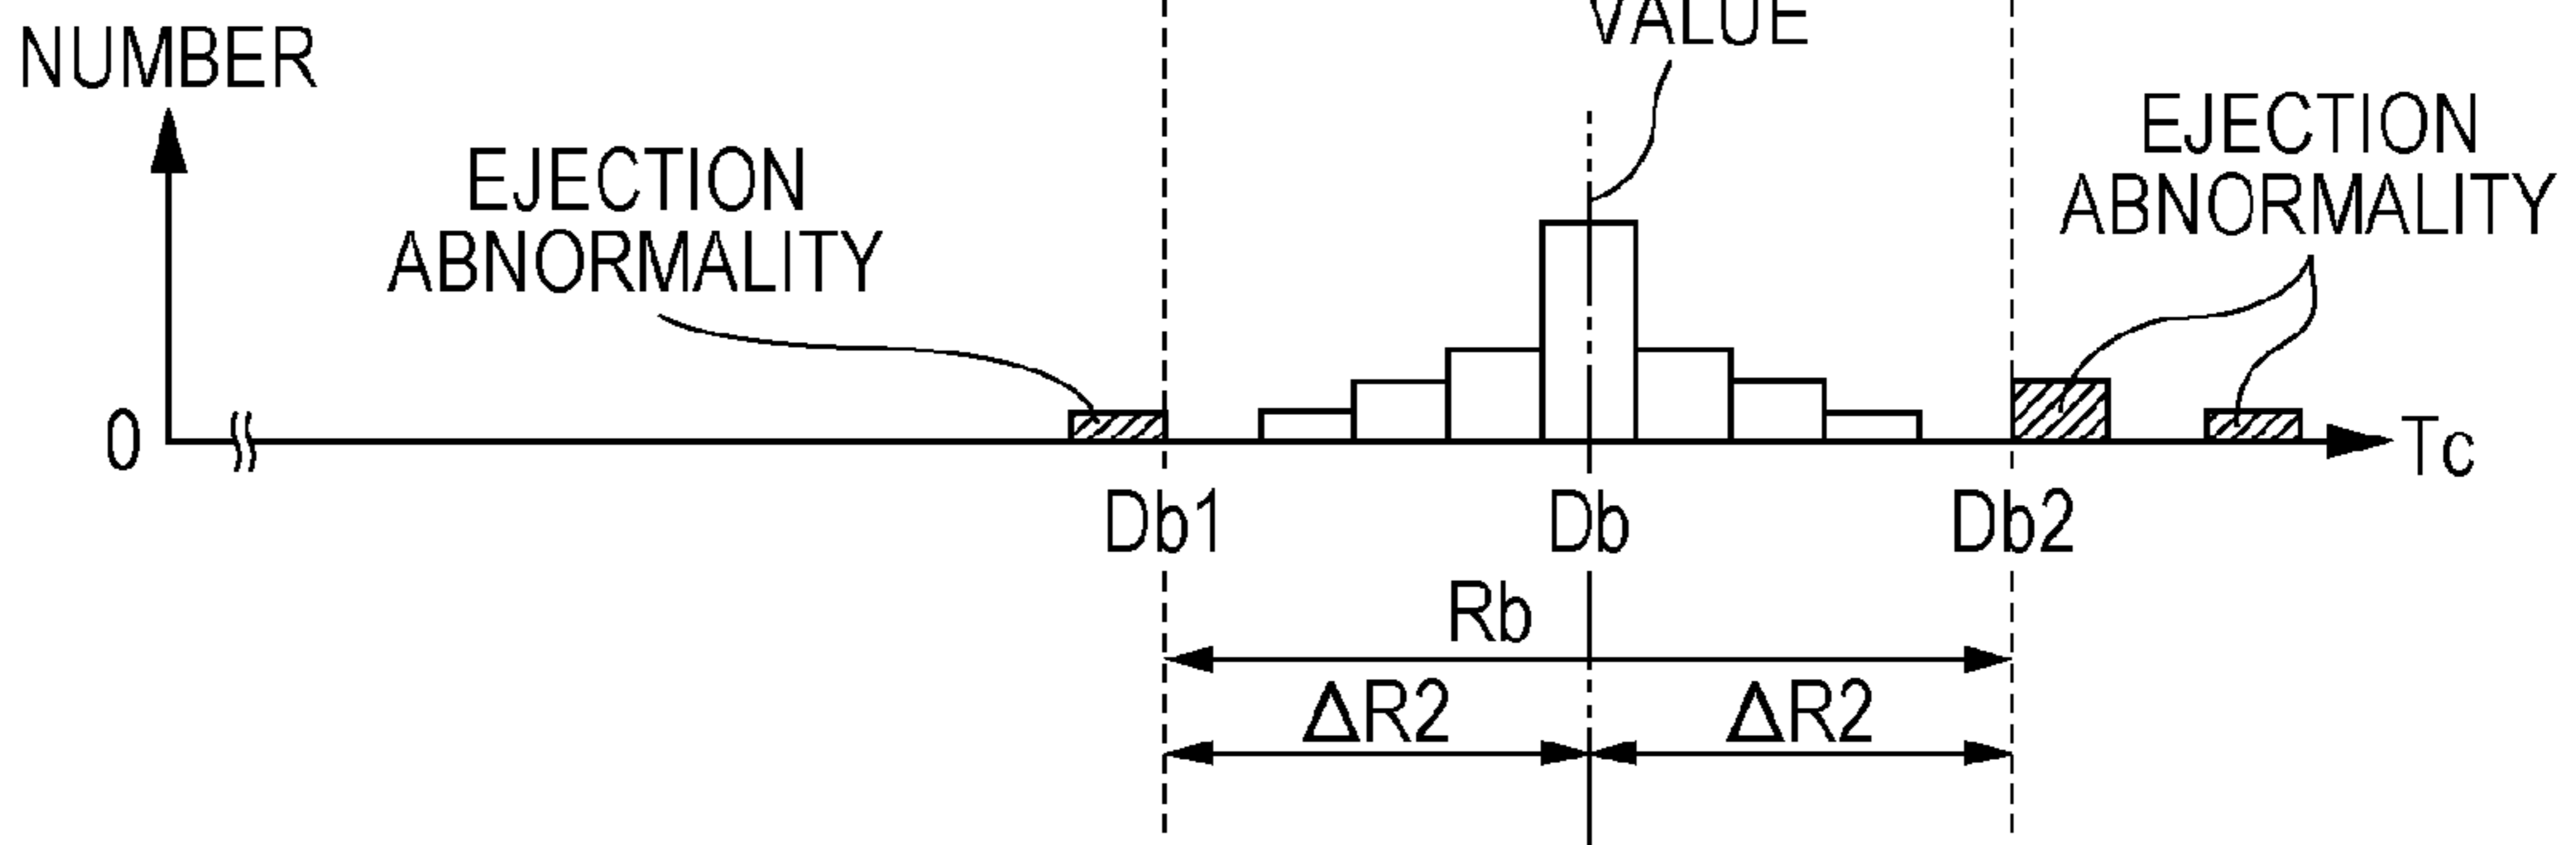 VALUE
NUMBER
EJECTION
ABNORMALITY
EJECTION
ABNORMALITY
0
Tc
Db1
Db
Db2
Rb
ΔR2
ΔR2